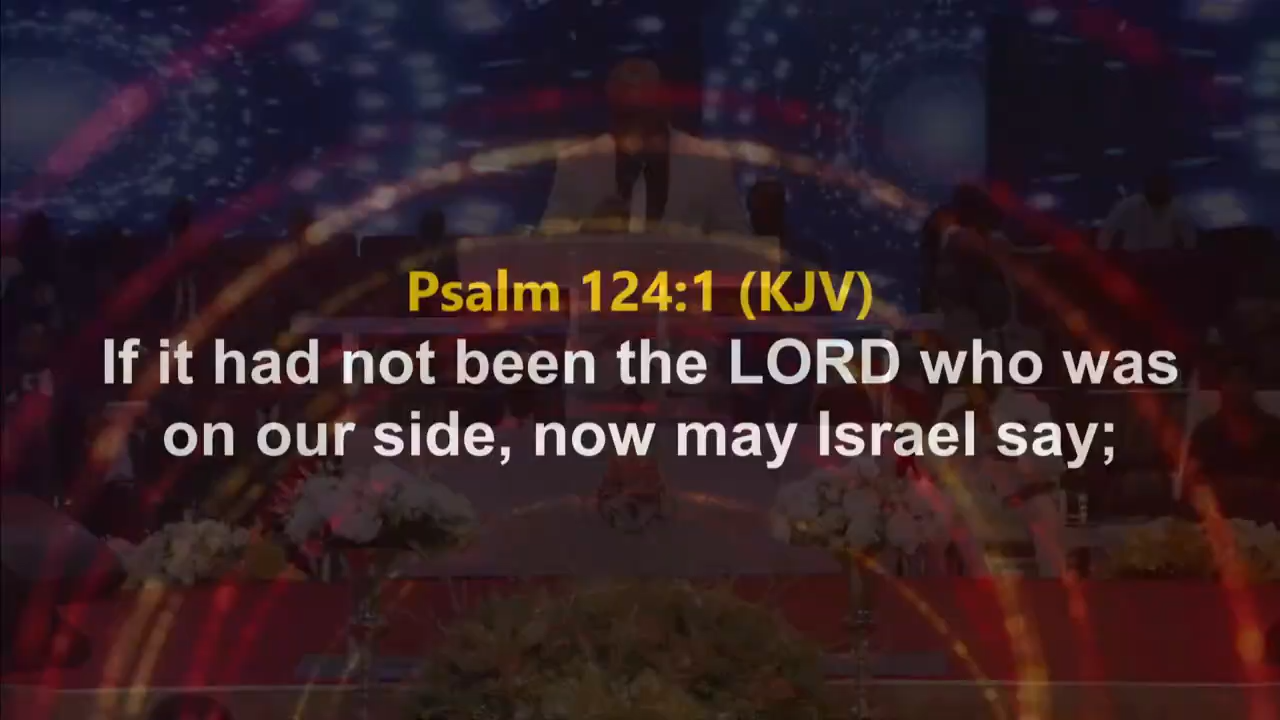 Psalm 124:1 (KJV)
If it had not been the LORD who was
on our side, now may Israel say;